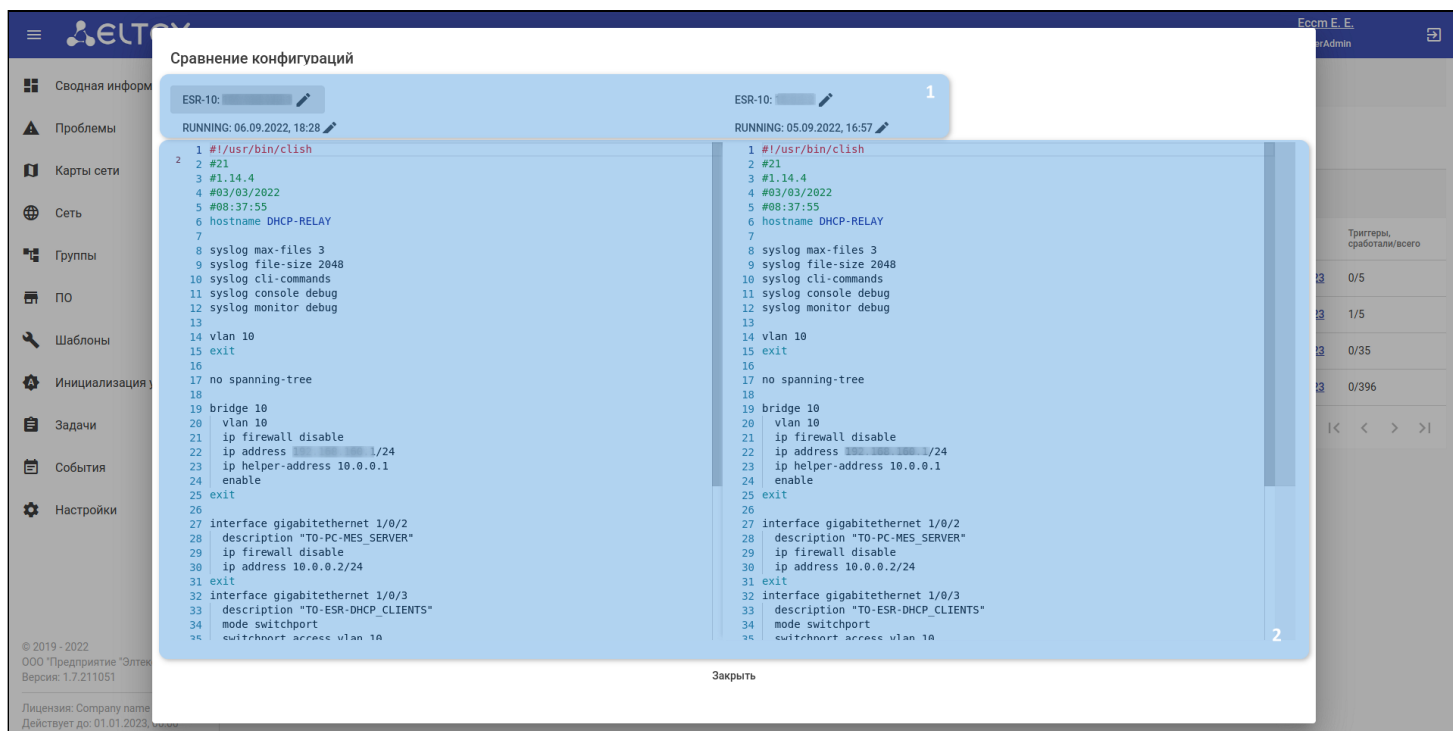 ELTEX
Eccm E. E.
erAdmin
Сводная информ
Проблемы
Карты сети
Сеть
Группы
ПО
Шаблоны
Инициализация у
Задачи
События
Настройки
© 2019 - 2022
ООО "Предприятие "Элтек
Версия: 1.7.211051
Лицензия: Company name
Действует до: 01.01.2023, 00:00
Сравнение конфигураций
ESR-10:
RUNNING: 06.09.2022, 18:28
ESR-10:
RUNNING: 05.09.2022, 16:57
1
2
1 #!/usr/bin/clish
2 #21
3 #1.14.4
4 #03/03/2022
5 #08:37:55
6 hostname DHCP-RELAY
7
8 syslog max-files 3
9 syslog file-size 2048
10 syslog cli-commands
11 syslog console debug
12 syslog monitor debug
13
14 vlan 10
15 exit
16
17 no spanning-tree
18
19 bridge 10
20 vlan 10
21 ip firewall disable
22 ip address /24
23 ip helper-address 10.0.0.1
24 enable
25 exit
26
27 interface gigabitethernet 1/0/2
28 description "TO-PC-MES_SERVER"
29 ip firewall disable
30 ip address 10.0.0.2/24
31 exit
32 interface gigabitethernet 1/0/3
33 description "TO-ESR-DHCP_CLIENTS"
34 mode switchport
35 switchport access vlan 10
1 #!/usr/bin/clish
2 #21
3 #1.14.4
4 #03/03/2022
5 #08:37:55
6 hostname DHCP-RELAY
7
8 syslog max-files 3
9 syslog file-size 2048
10 syslog cli-commands
11 syslog console debug
12 syslog monitor debug
13
14 vlan 10
15 exit
16
17 no spanning-tree
18
19 bridge 10
20 vlan 10
21 ip firewall disable
22 ip address /24
23 ip helper-address 10.0.0.1
24 enable
25 exit
26
27 interface gigabitethernet 1/0/2
28 description "TO-PC-MES_SERVER"
29 ip firewall disable
30 ip address 10.0.0.2/24
31 exit
32 interface gigabitethernet 1/0/3
33 description "TO-ESR-DHCP_CLIENTS"
34 mode switchport
35 switchport access vlan 10
2
Закрыть
Триггеры,
сработали/всего
23 0/5
23 1/5
23 0/35
23 0/396